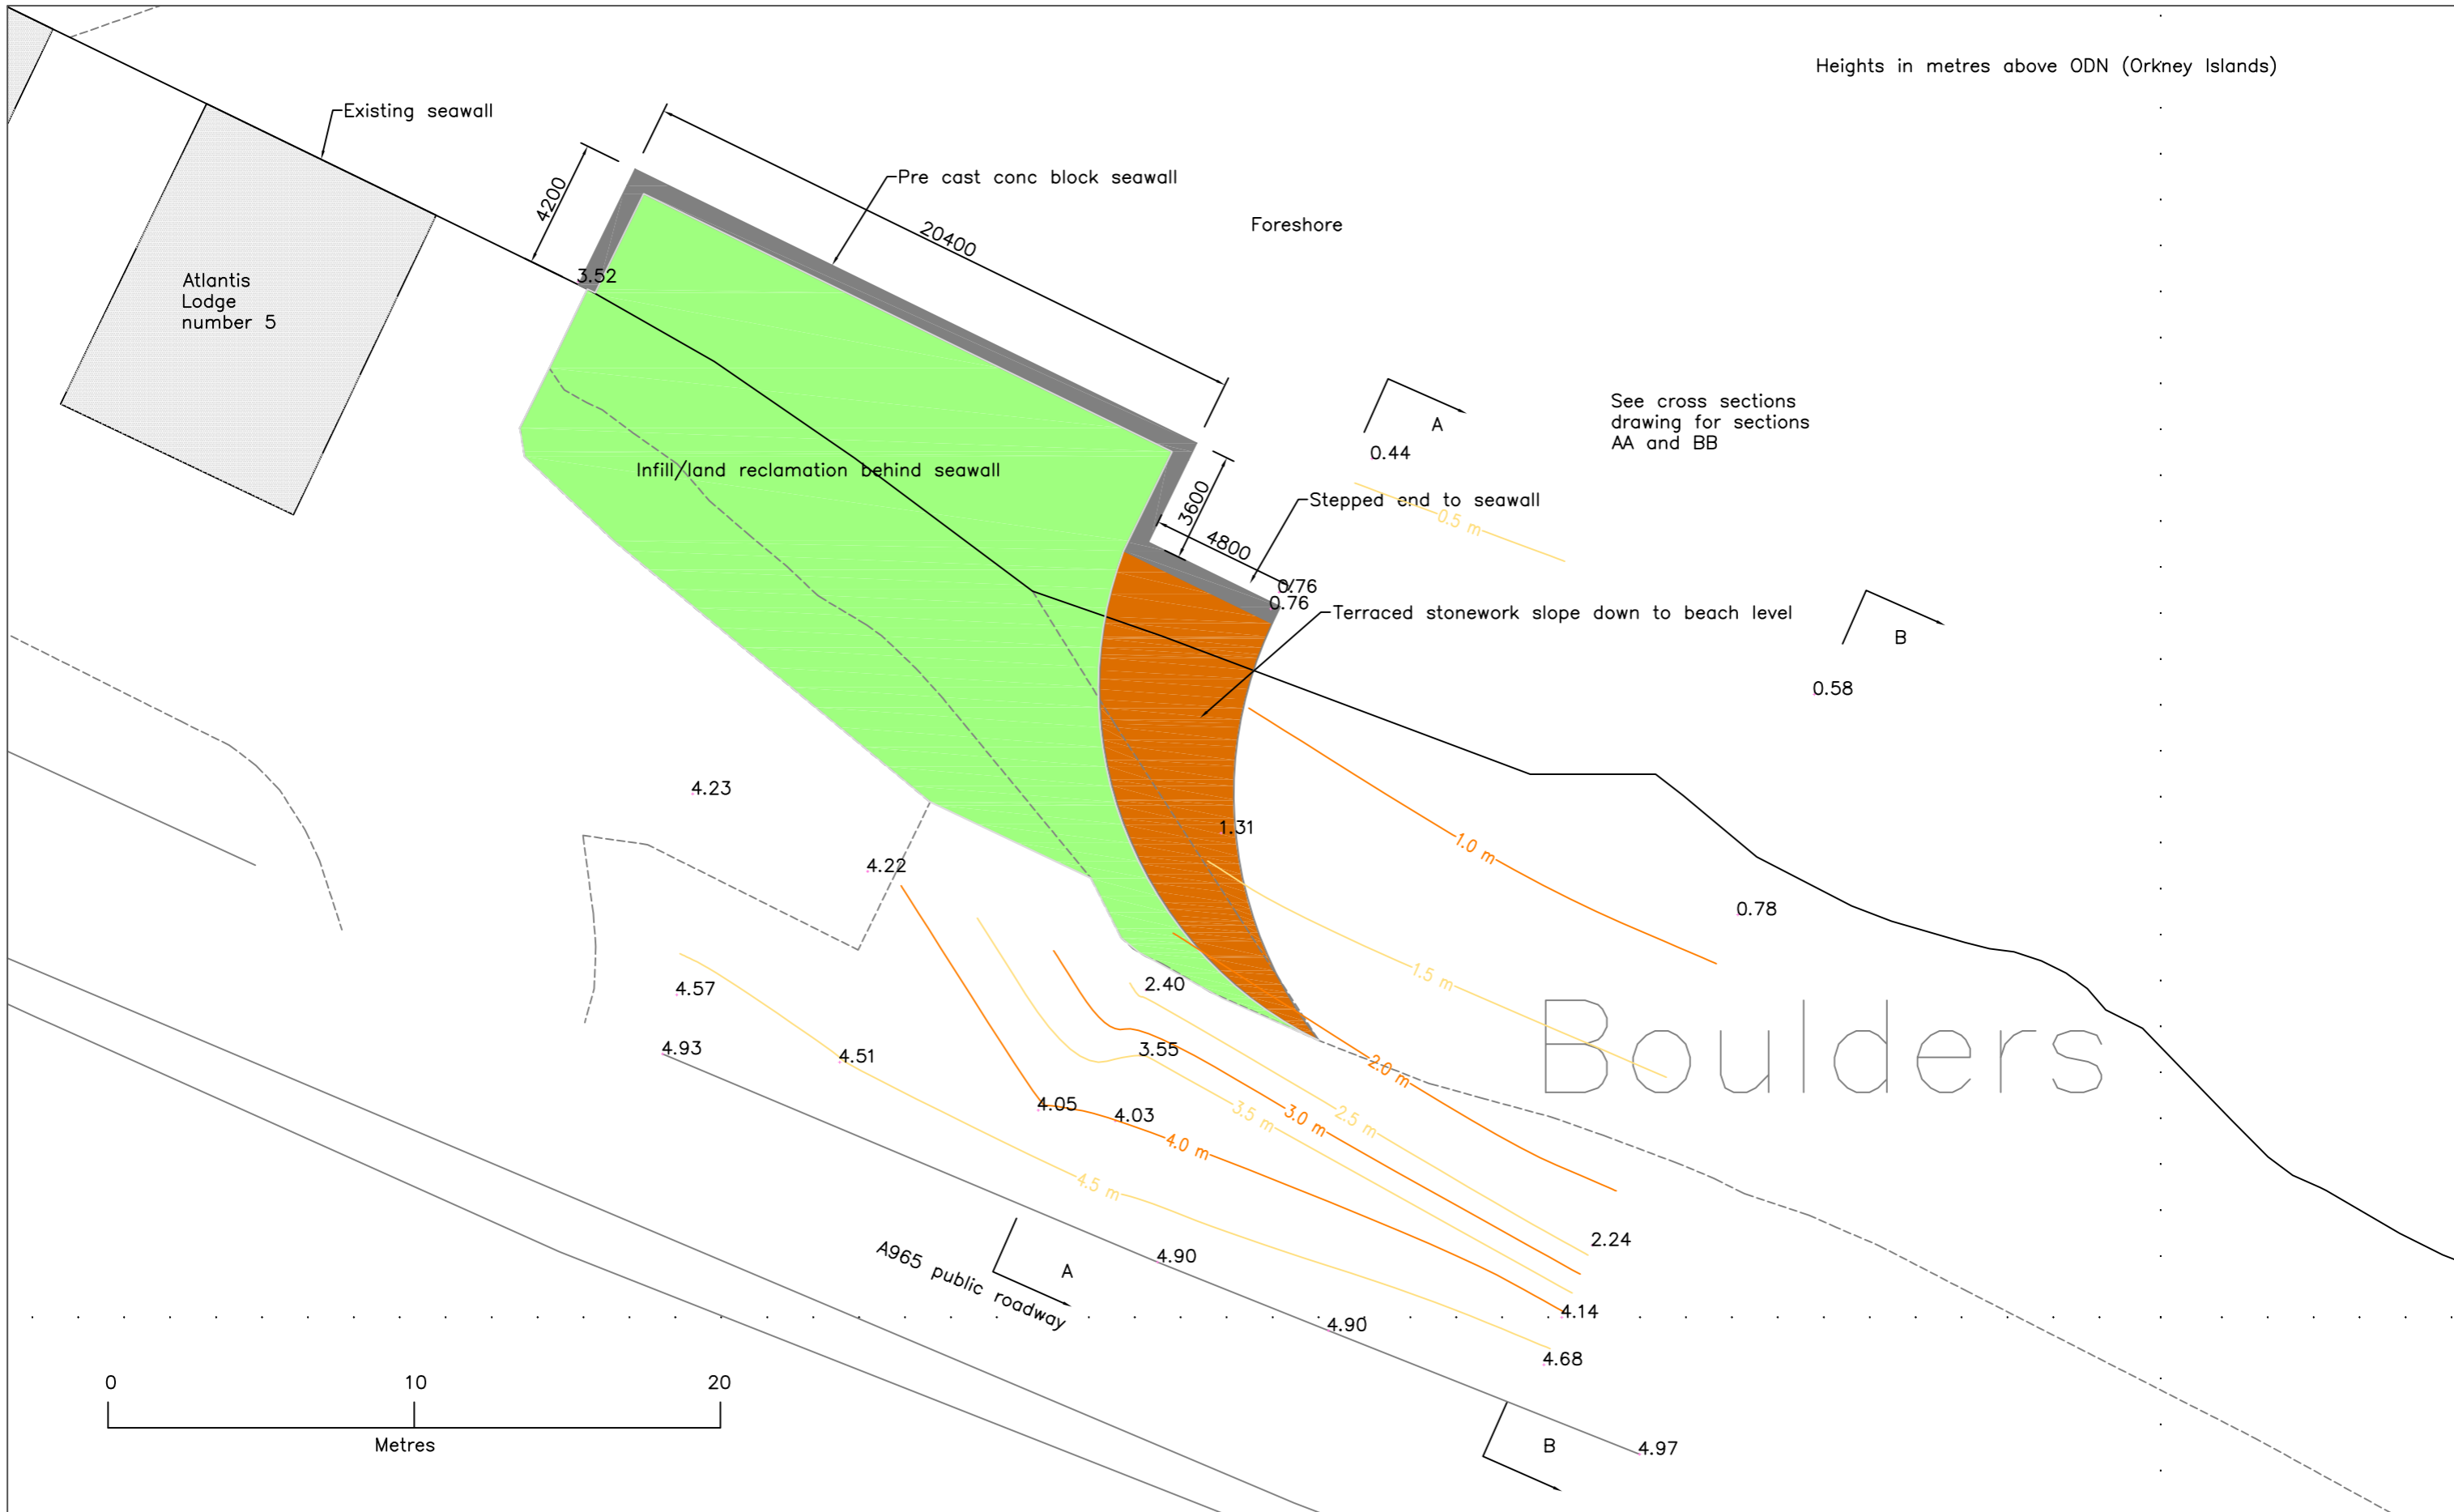 Heights in metres above ODN (Orkney Islands)
Existing seawall
Pre cast conc block seawall
4200
20400
Foreshore
3.52
Atlantis
Lodge
number 5
See cross sections
drawing for sections
AA and BB
A
0.44
Infill/land reclamation behind seawall
3600
Stepped end to seawall
0.5 m
4800
0.76
0.76
Terraced stonework slope down to beach level
B
0.58
4.23
1.31
1.0 m
4.22
0.78
1.5 m
2.40
4.57
Boulders
4.93
4.51
3.55
2.0 m
4.05
4.03
3.5 m
3.0 m
2.5 m
4.0 m
4.5 m
2.24
A965 public roadway
4.90
A
4.14
4.90
4.68
0
10
20
Metres
B
4.97